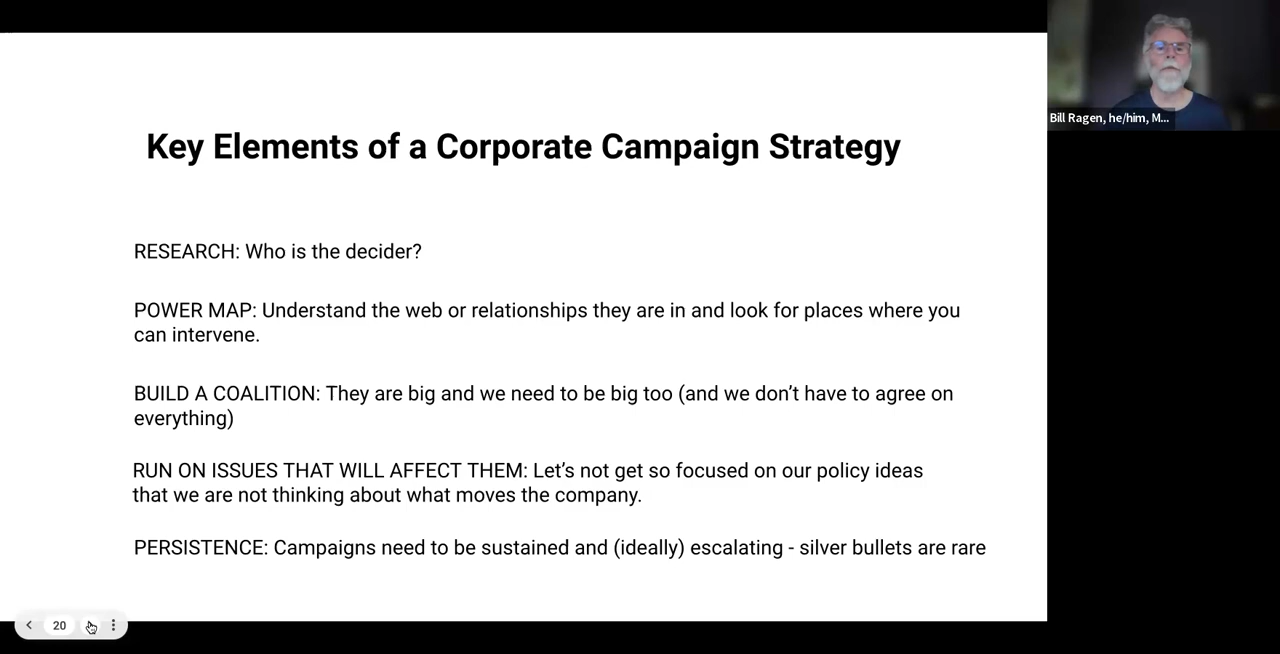 Key Elements of a Corporate Campaign Strategy
RESEARCH: Who is the decider?
POWER MAP: Understand the web or relationships they are in and look for places where you
can intervene.
BUILD A COALITION: They are big and we need to be big too (and we don’t have to agree on
everything)
RUN ON ISSUES THAT WILL AFFECT THEM: Let’s not get so focused on our policy ideas
that we are not thinking about what moves the company.
PERSISTENCE: Campaigns need to be sustained and (ideally) escalating - silver bullets are rare
Bill Ragen, he/him, M...
20